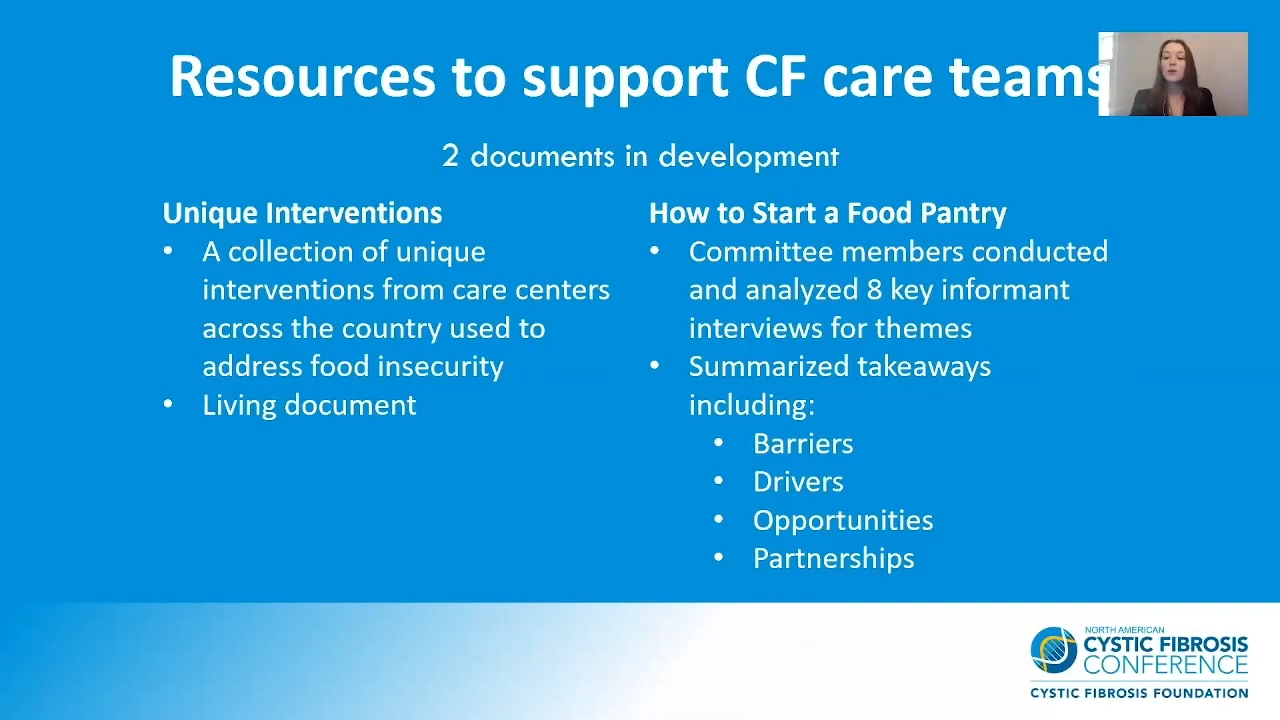 Resources to support CF care teams
2 documents in development
Unique Interventions
• A collection of unique
interventions from care centers
across the country used to
address food insecurity
• Living document
How to Start a Food Pantry
• Committee members conducted
and analyzed 8 key informant
interviews for themes
• Summarized takeaways
including:
• Barriers
• Drivers
• Opportunities
• Partnerships
NORTH AMERICAN
CYSTIC FIBROSIS
CONFERENCE
CYSTIC FIBROSIS FOUNDATION